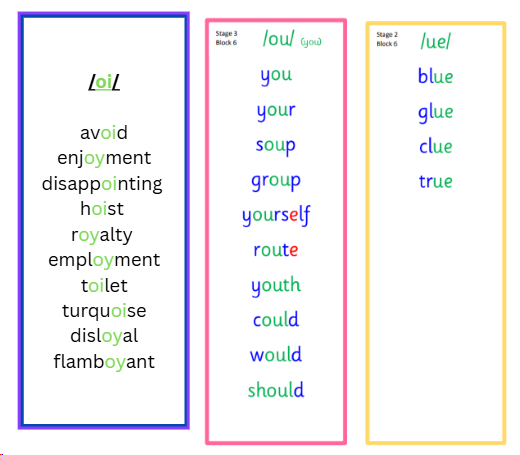 /oi/
avoid
enjoyment
disappointing
hoist
royalty
employment
toilet
turquoise
disloyal
flamboyant
Stage 3
Block 6
/ou/ (you)
you
your
soup
group
yourself
route
youth
could
would
should
Stage 2
Block 6
/ue/
blue
glue
clue
true